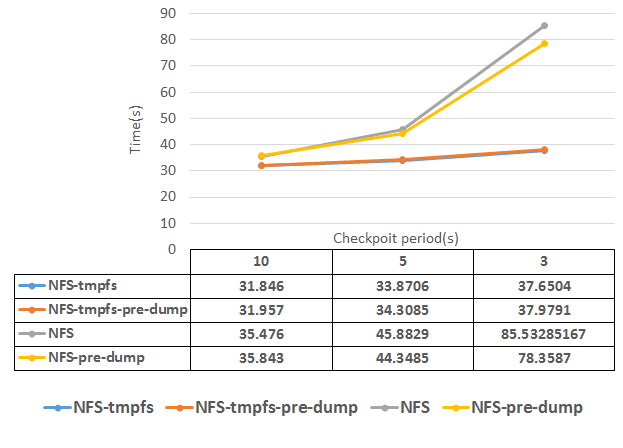 90
80
70
60
50
40
30
20
10
0
Time(s)
Checkpoit period(s)
10 5 3
NFS-tmpfs 31.846 33.8706 37.6504
NFS-tmpfs-pre-dump 31.957 34.3085 37.9791
NFS 35.476 45.8829 85.53285167
NFS-pre-dump 35.843 44.3485 78.3587
NFS-tmpfs NFS-tmpfs-pre-dump NFS NFS-pre-dump